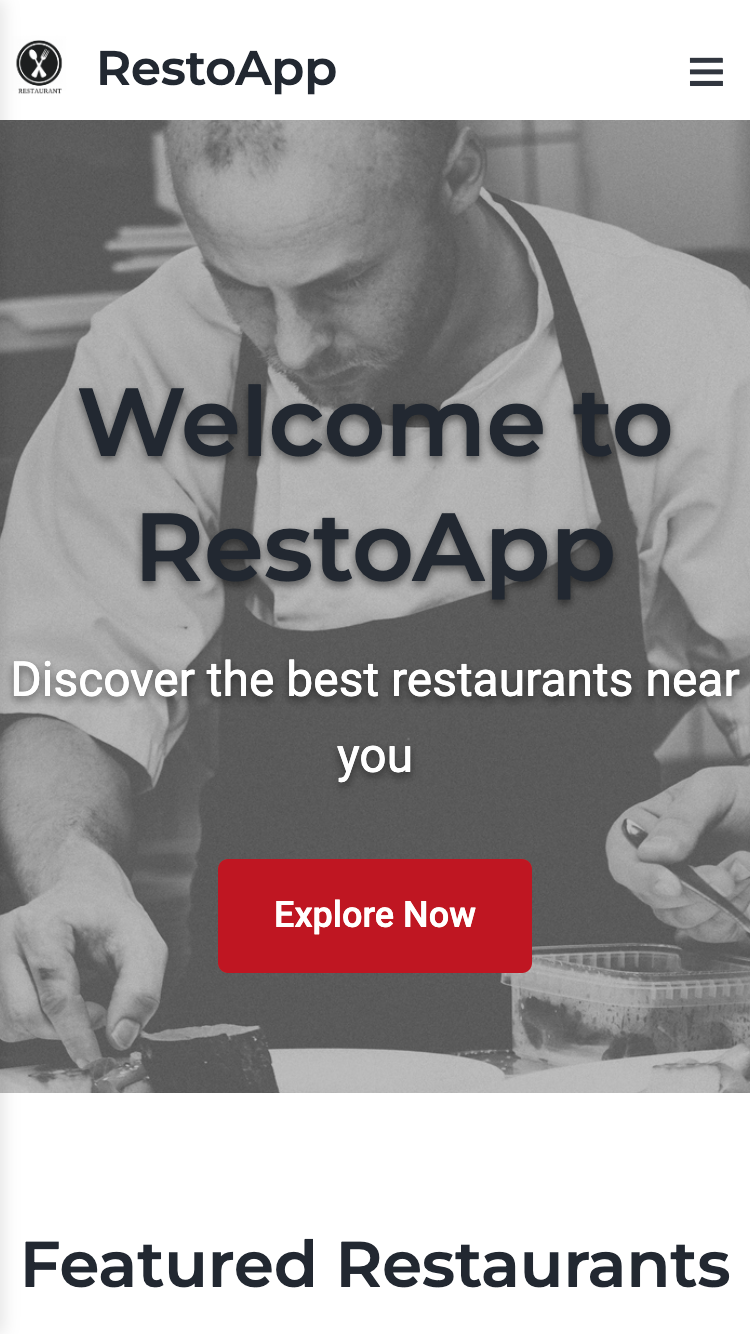 RESTAURANT
RestoApp
Welcome to
RestoApp
Discover the best restaurants near
you
Explore Now
Featured Restaurants